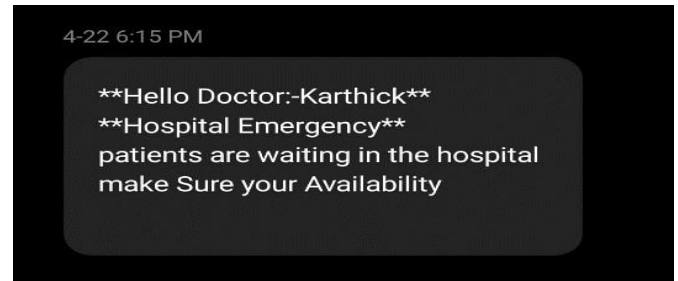 4-22 6:15 PM
**Hello Doctor:-Karthick**
**Hospital Emergency**
patients are waiting in the hospital
make Sure your Availability